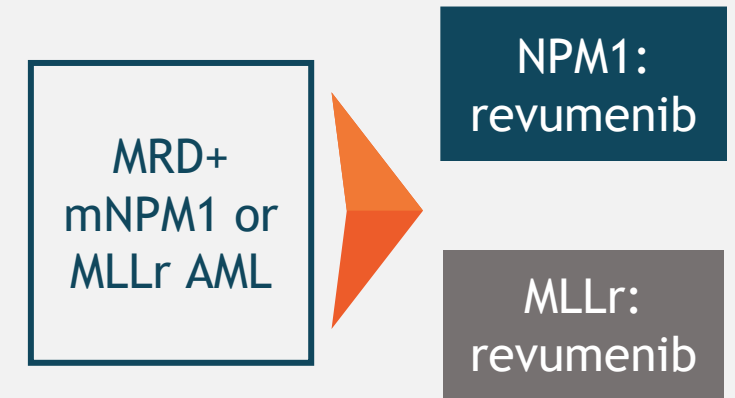 MRD+
mNPM1 or
MLLr AML
NPM1:
revumenib
MLLr:
revumenib